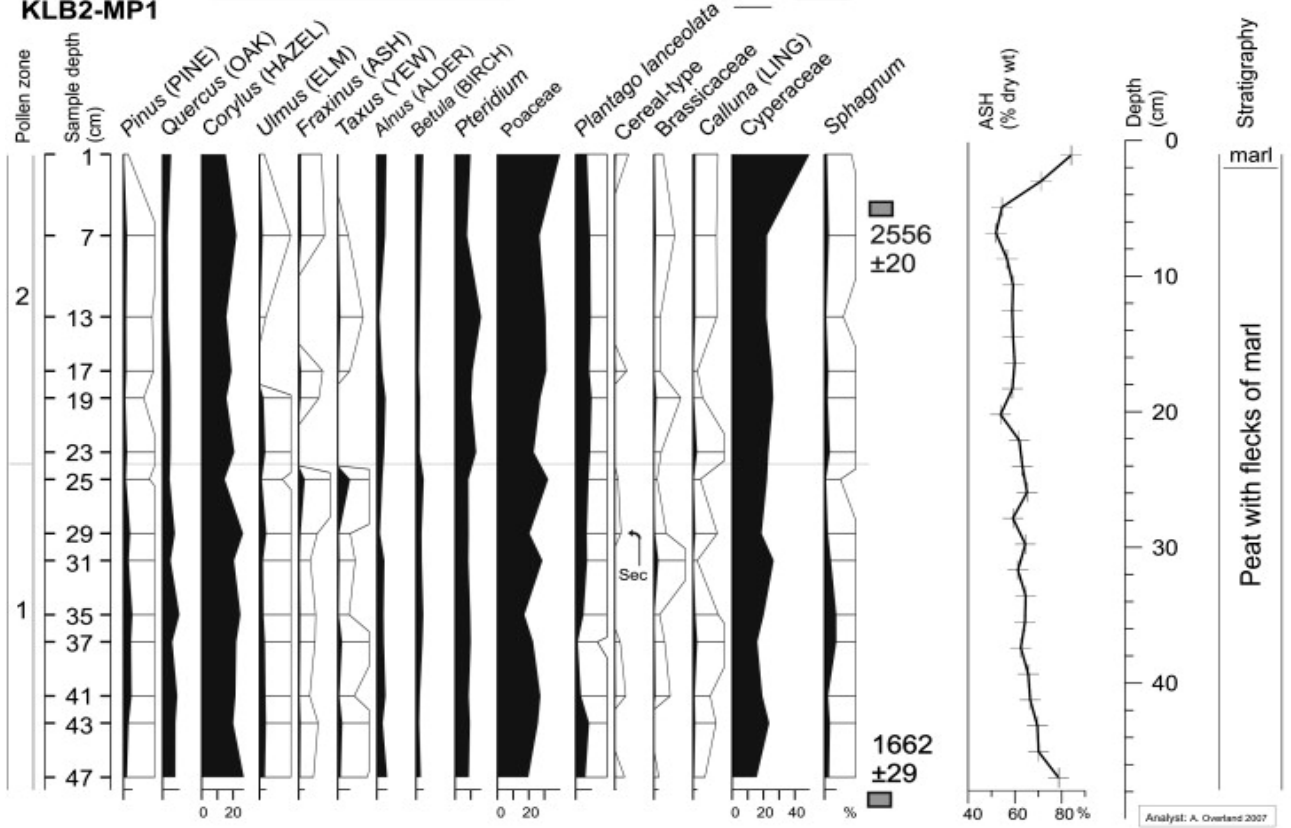 KLB2-MP1
Pollen zone
Sample depth (cm)
Pinus (PINE)
Quercus (OAK)
Corylus (HAZEL)
Ulmus (ELM)
Fraxinus (ASH)
Taxus (YEW)
Alnus (ALDER)
Betula (BIRCH)
Pteridium
Poaceae
Plantago lanceolata
Cereal-type
Brassicaceae
Calluna (LING)
Cyperaceae
Sphagnum
ASH (% dry wt)
Depth (cm)
Stratigraphy
1
7
13
17
19
23
25
29
31
35
37
41
43
47
2
1
2556
±20
1662
±29
Sec
0 20
0 20
0 20 40
%
40 60 80 %
0
10
20
30
40
marl
Peat with flecks of marl
Analyst: A. Overland 2007